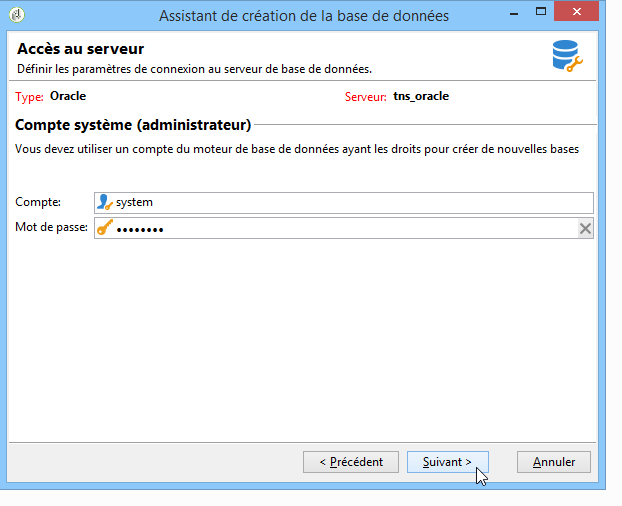 Assistant de création de la base de données
Accès au serveur
Définir les paramètres de connexion au serveur de base de données.
Type: Oracle Serveur: tns_oracle
Compte système (administrateur)
Vous devez utiliser un compte du moteur de base de données ayant les droits pour créer de nouvelles bases
Compte: system
Mot de passe: ••••••••
< Précédent Suivant > Annuler